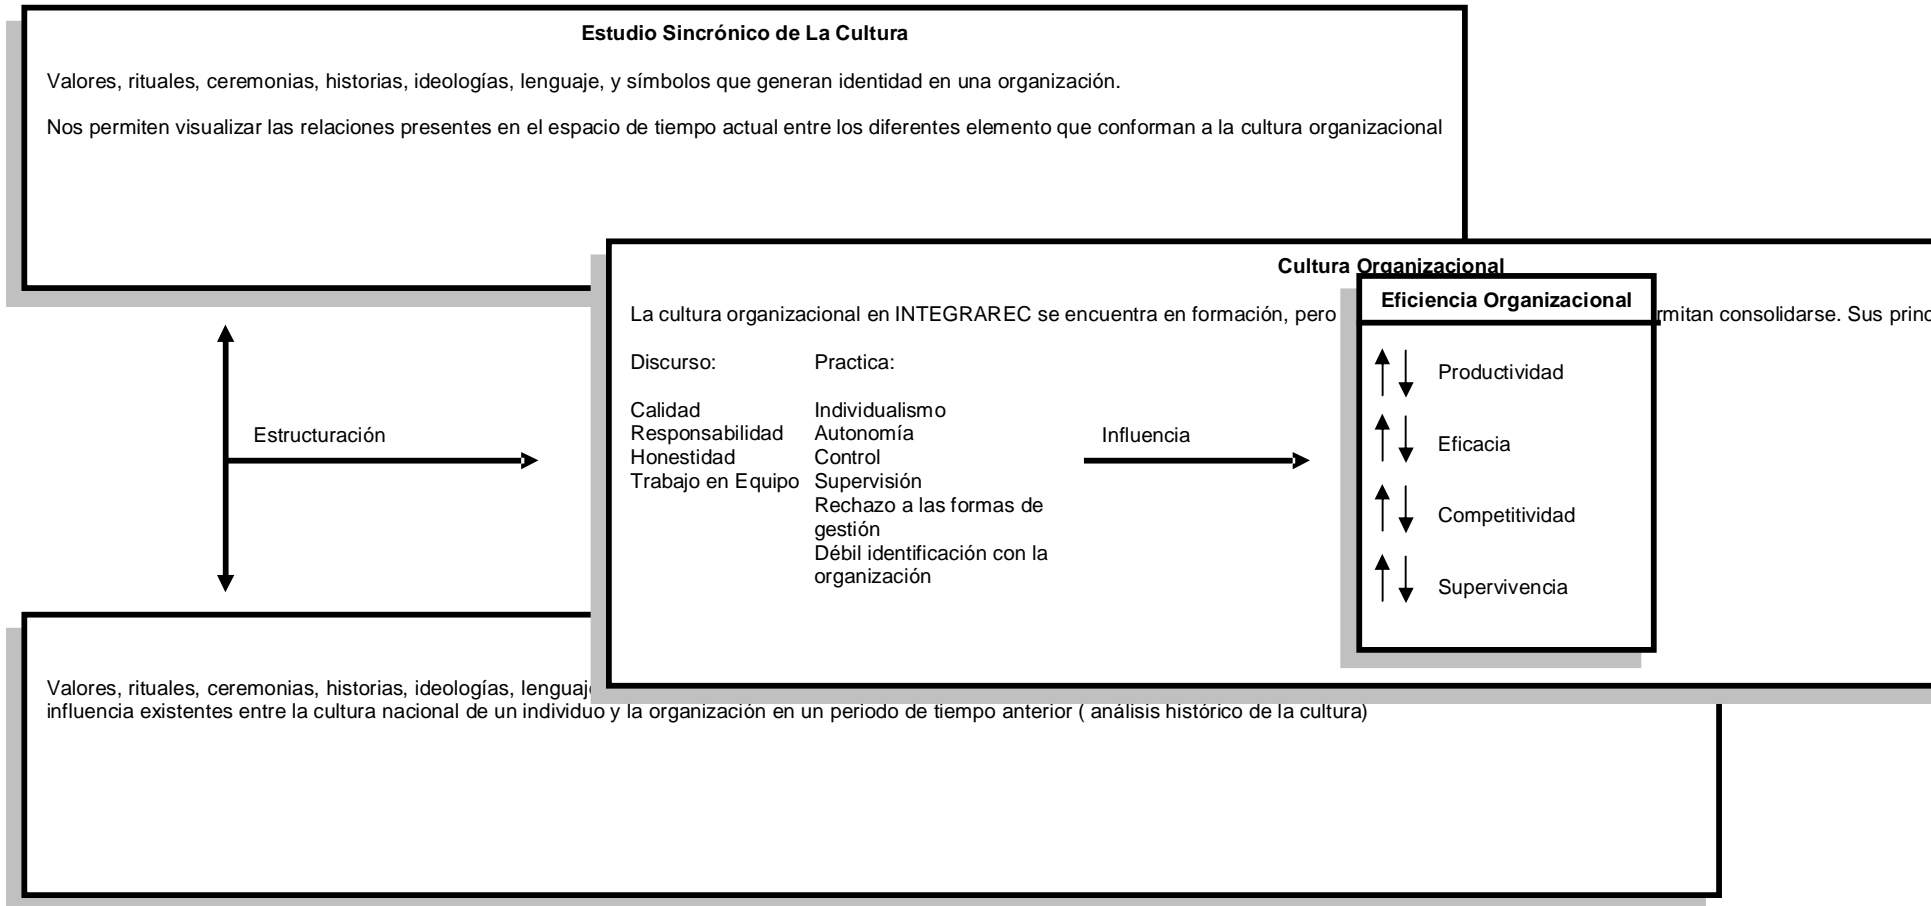 Estudio Sincrónico de La Cultura
Valores, rituales, ceremonias, historias, ideologías, lenguaje, y símbolos que generan identidad en una organización.
Nos permiten visualizar las relaciones presentes en el espacio de tiempo actual entre los diferentes elemento que conforman a la cultura organizacional
Estructuración
Cultura Organizacional
La cultura organizacional en INTEGRAREC se encuentra en formación, pero
consolidarse. Sus
Discurso:
Calidad
Responsabilidad
Honestidad
Trabajo en Equipo
Practica:
Individualismo
Autonomía
Control
Supervisión
Rechazo a las formas de
gestión
Débil identificación con la
organización
Influencia
Eficiencia Organizacional
Productividad
Eficacia
Competitividad
Supervivencia
Valores, rituales, ceremonias, historias, ideologías,
influencia existentes entre la cultura nacional de un individuo y la organización en un periodo de tiempo anterior ( análisis histórico de la cultura)